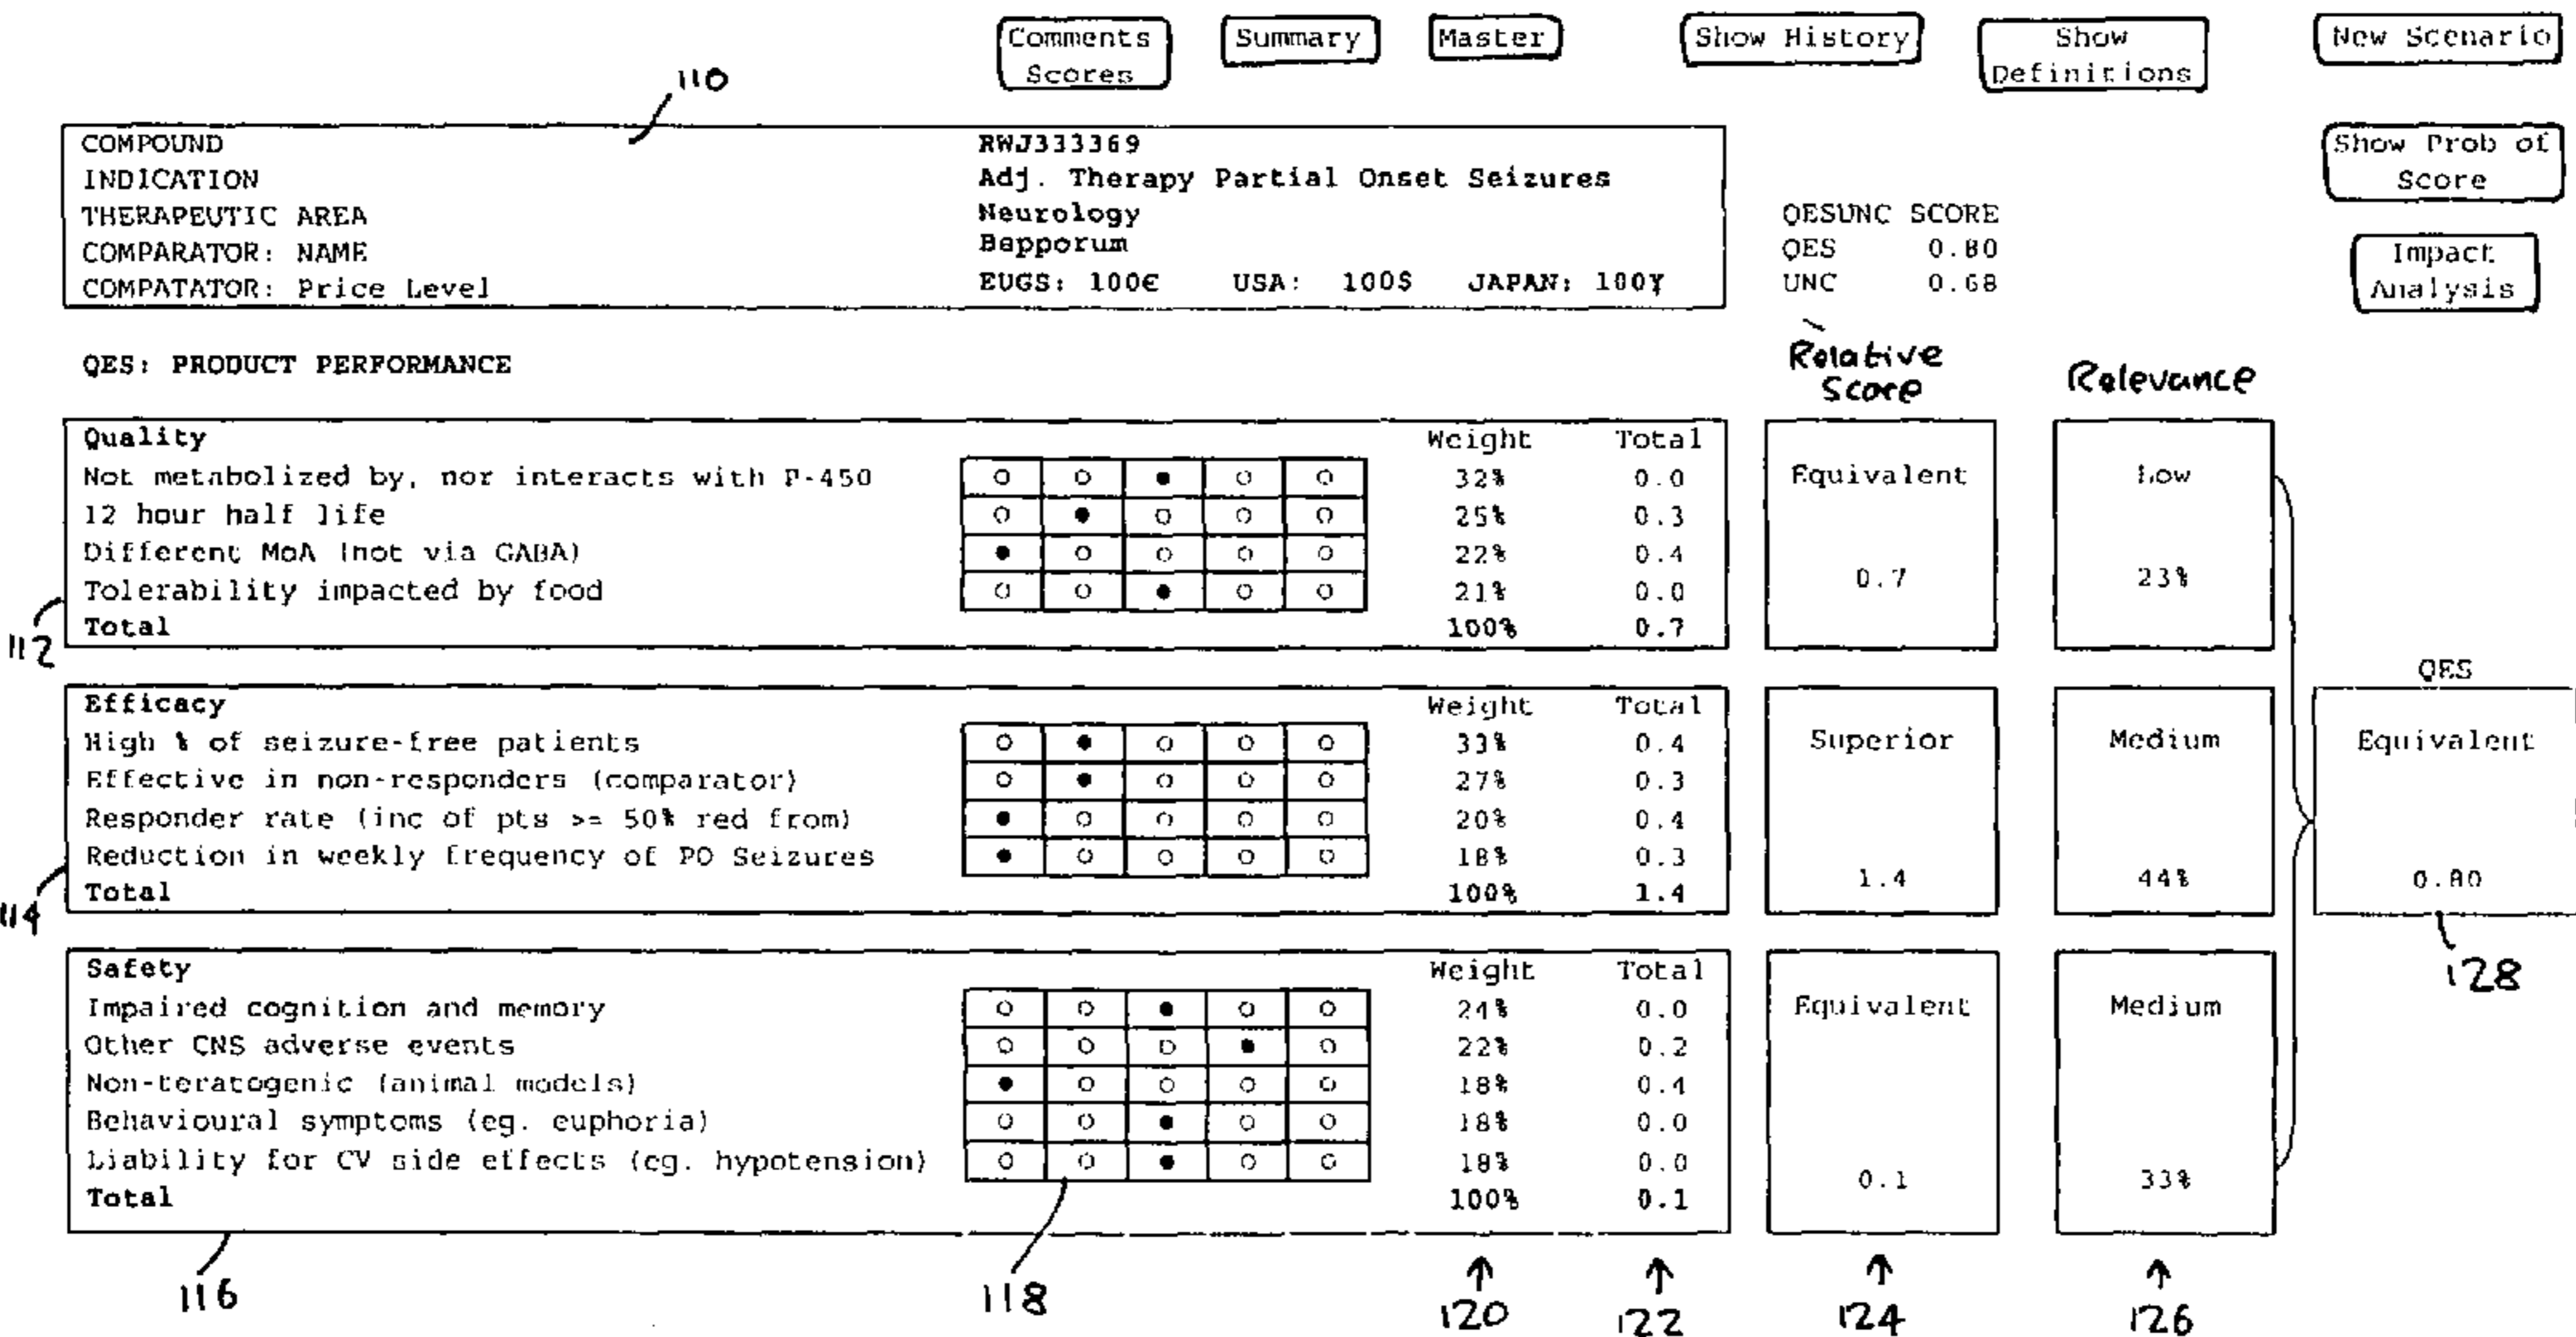 Comments Scores
Summary
Master
Show History
Show Definitions
New Scenario
110
COMPOUND RWJ333369
INDICATION Adj. Therapy Partial Onset Seizures
THERAPEUTIC AREA Neurology
COMPARATOR: NAME Bepporum
COMPATATOR: Price Level EUGS: 100€ USA: 100$ JAPAN: 100¥
Show Prob of Score
QESUNC SCORE
QES 0.80
UNC 0.68
Impact Analysis
QES: PRODUCT PERFORMANCE
Relative Score
Relevance
Quality Weight Total
Not metabolized by, nor interacts with P-450 32% 0.0
12 hour half life 25% 0.3
Different MoA (not via GABA) 22% 0.4
Tolerability impacted by food 21% 0.0
Total 100% 0.7
Equivalent
0.7
Low
23%
112
Efficacy Weight Total
High % of seizure-free patients 33% 0.4
Effective in non-responders (comparator) 27% 0.3
Responder rate (inc of pts >= 50% red from) 20% 0.4
Reduction in weekly frequency of PO Seizures 18% 0.3
Total 100% 1.4
Superior
1.4
Medium
44%
QES
Equivalent
0.80
114
128
Safety Weight Total
Impaired cognition and memory 24% 0.0
Other CNS adverse events 22% 0.2
Non-teratogenic (animal models) 18% 0.4
Behavioural symptoms (eg. euphoria) 18% 0.0
Liability for CV side effects (eg. hypotension) 18% 0.0
Total 100% 0.1
Equivalent
0.1
Medium
33%
116
118
120
122
124
126